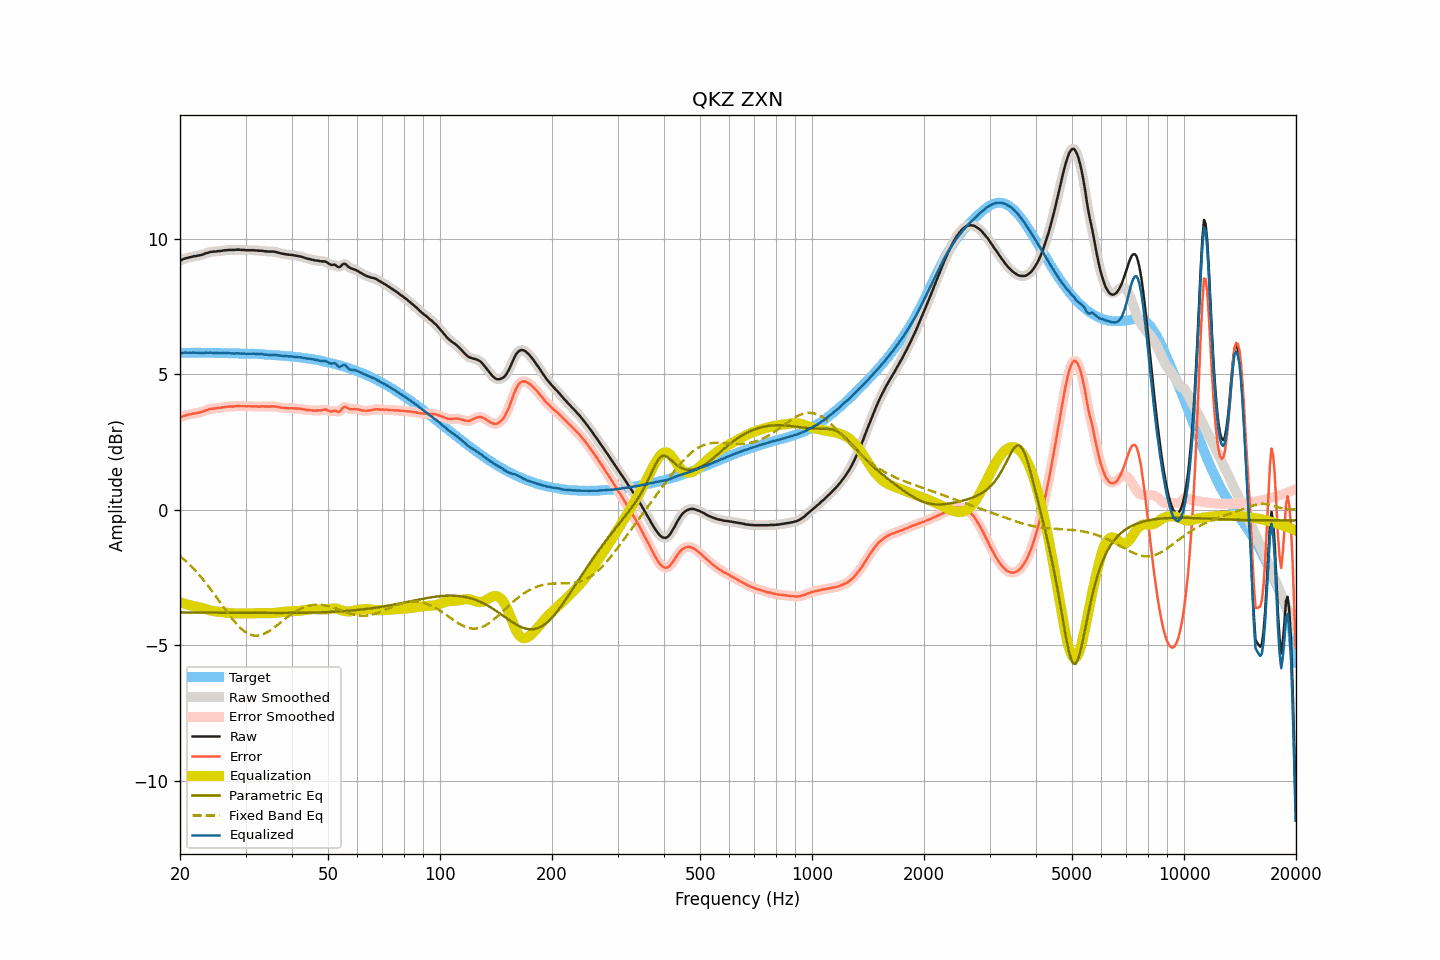 QKZ ZXN
Amplitude (dBr)
10
5
0
−5
−10
Target
Raw Smoothed
Error Smoothed
Raw
Error
Equalization
Parametric Eq
Fixed Band Eq
Equalized
20 50 100 200 500 1000 2000 5000 10000 20000
Frequency (Hz)